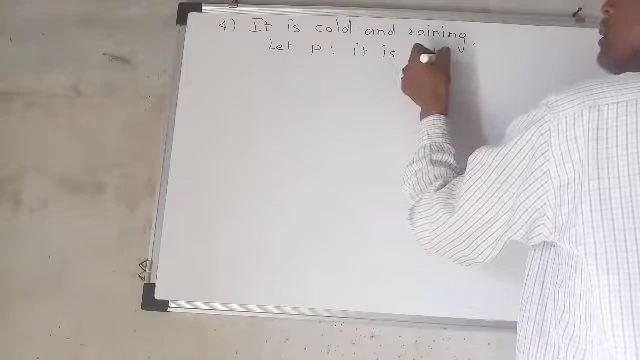 4) It is cold and raining.
Let p: it is